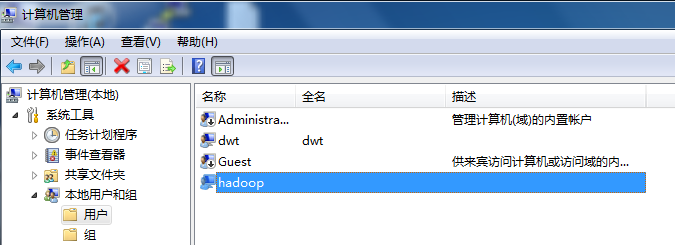 计算机管理
文件(F) 操作(A) 查看(V) 帮助(H)
计算机管理(本地)
系统工具
任务计划程序
事件查看器
共享文件夹
本地用户和组
用户
组
名称 全名 描述
Administra... 管理计算机(域)的内置帐户
dwt dwt
Guest 供来宾访问计算机或访问域的内...
hadoop